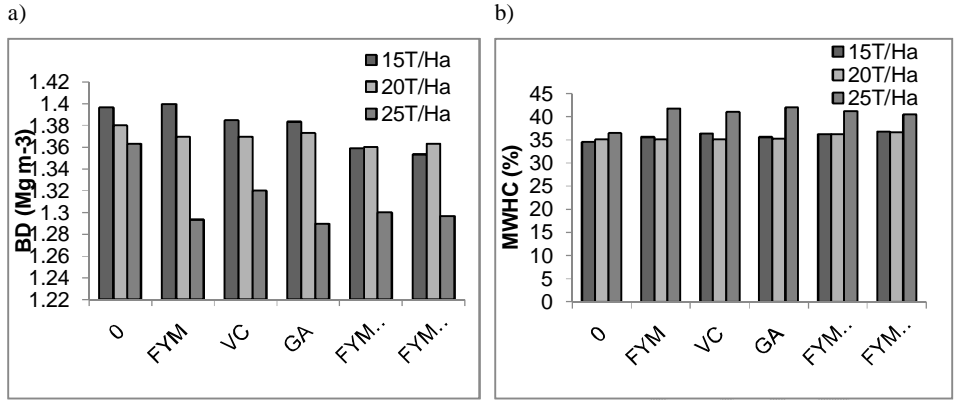 a)
15T/Ha
20T/Ha
25T/Ha
BD (Mg m-3)
1.42
1.4
1.38
1.36
1.34
1.32
1.3
1.28
1.26
1.24
1.22
0
FYM
VC
GA
FYM..
FYM..
b)
15T/Ha
20T/Ha
25T/Ha
MWHC (%)
45
40
35
30
25
20
15
10
5
0
0
FYM
VC
GA
FYM..
FYM..